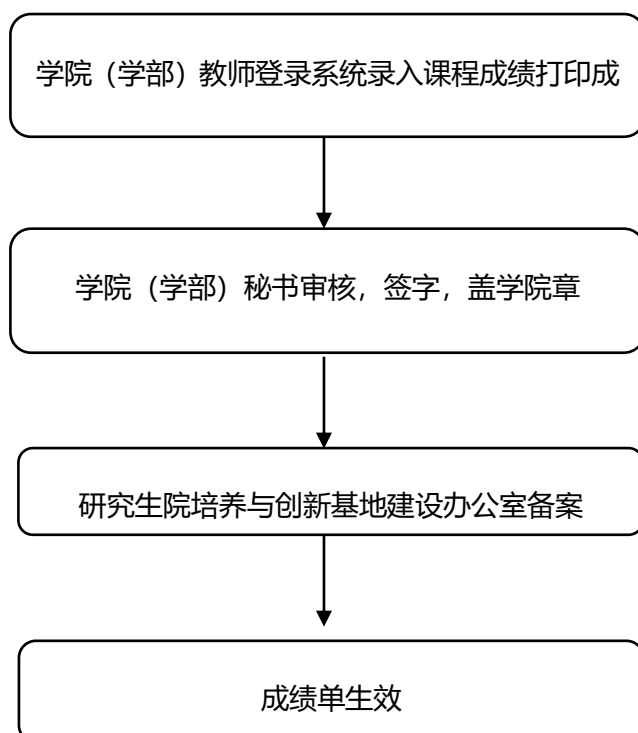 学院（学部）教师登录系统录入课程成绩打印成
学院（学部）秘书审核，签字，盖学院章
研究生院培养与创新基地建设办公室备案
成绩单生效